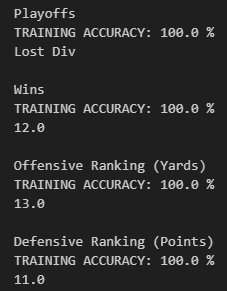 Playoffs
TRAINING ACCURACY: 100.0 %
Lost Div
Wins
TRAINING ACCURACY: 100.0 %
12.0
Offensive Ranking (Yards)
TRAINING ACCURACY: 100.0 %
13.0
Defensive Ranking (Points)
TRAINING ACCURACY: 100.0 %
11.0